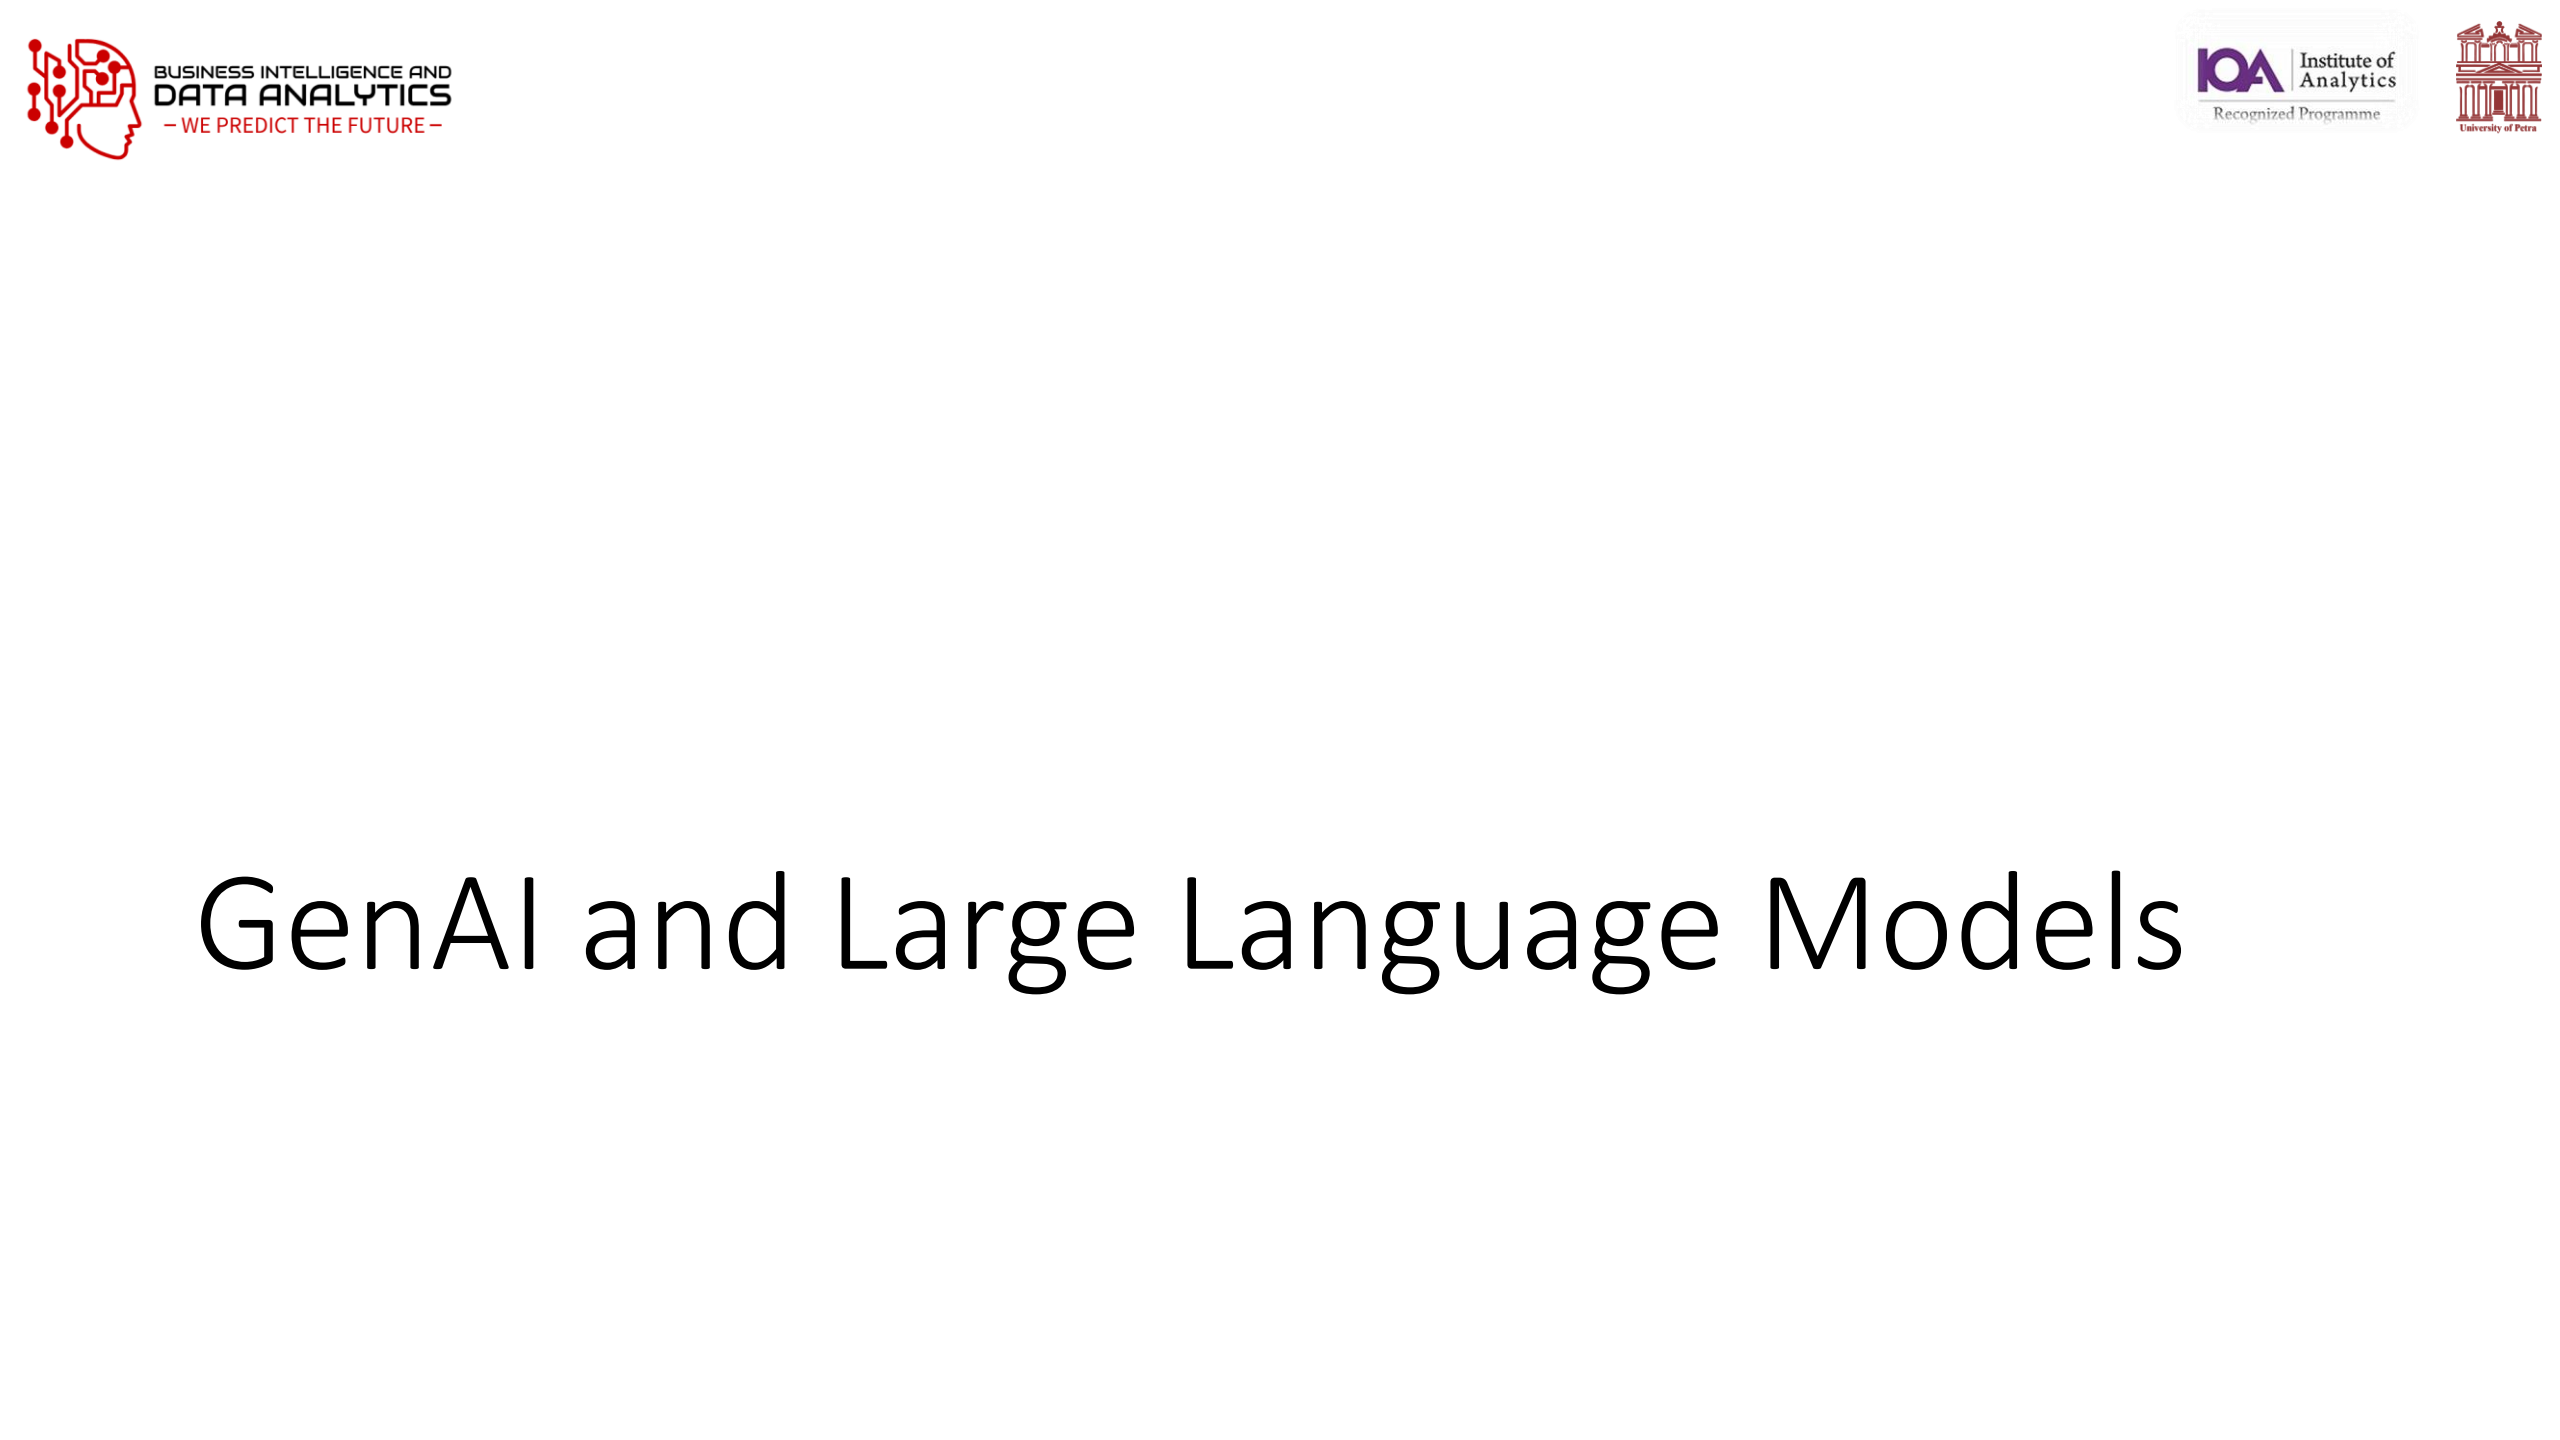 BUSINESS INTELLIGENCE AND
DATA ANALYTICS
– WE PREDICT THE FUTURE –
IOA
Institute of
Analytics
Recognized Programme
University of Petra
GenAI and Large Language Models